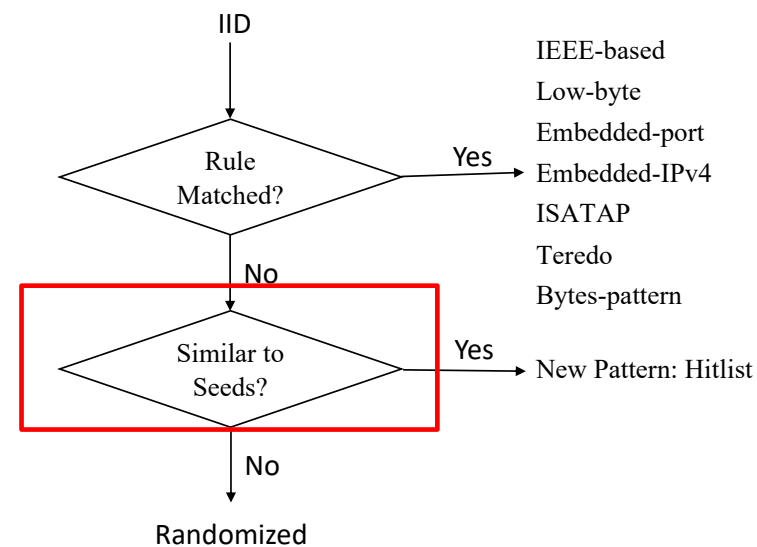 IID
Rule
Matched?
Yes
IEEE-based
Low-byte
Embedded-port
Embedded-IPv4
ISATAP
Teredo
Bytes-pattern
No
Similar to
Seeds?
Yes
New Pattern: Hitlist
No
Randomized